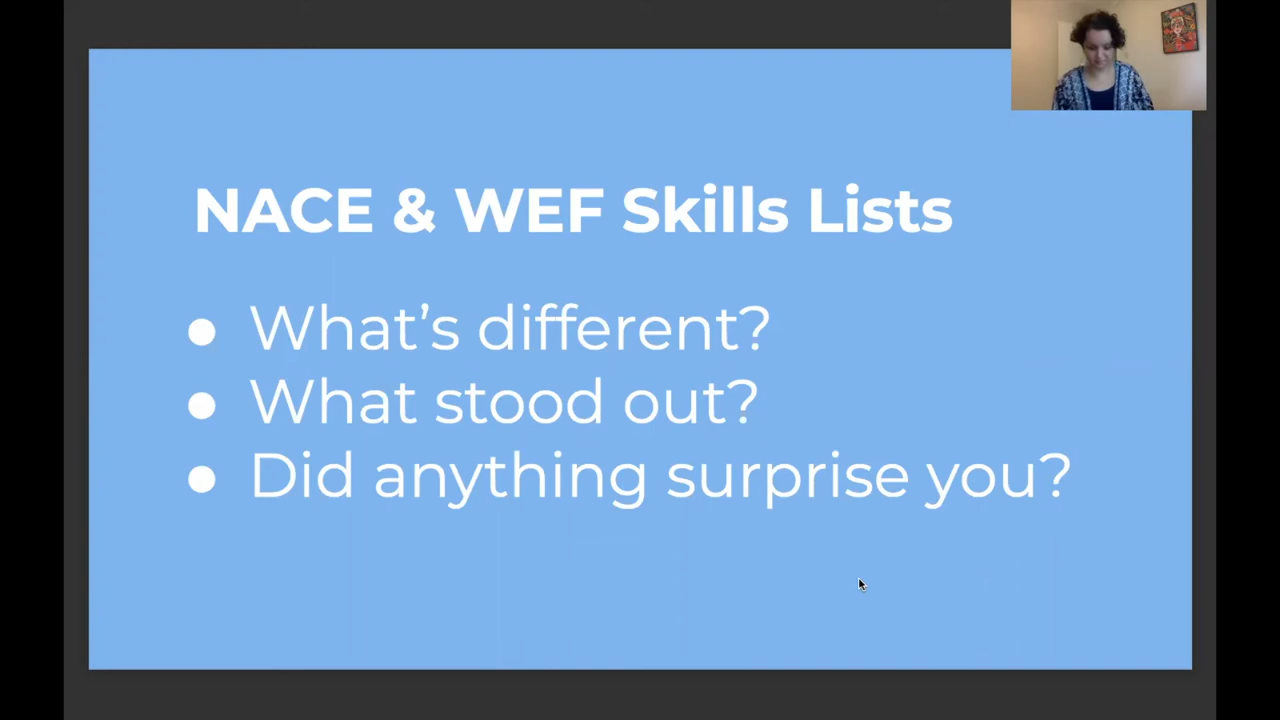 NACE & WEF Skills Lists
● What’s different?
● What stood out?
● Did anything surprise you?